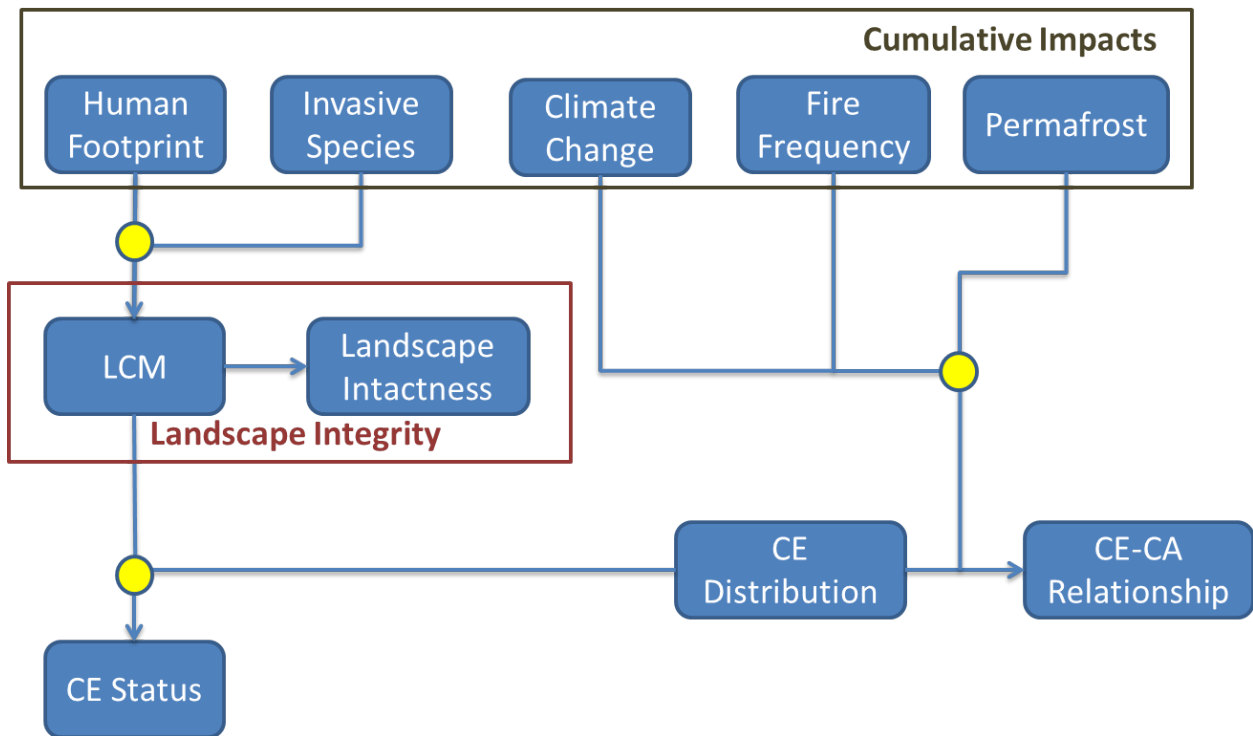 Cumulative Impacts
Human
Footprint
Invasive
Species
Climate
Change
Fire
Frequency
Permafrost
LCM
Landscape
Intactness
Landscape Integrity
CE
Distribution
CE-CA
Relationship
CE Status